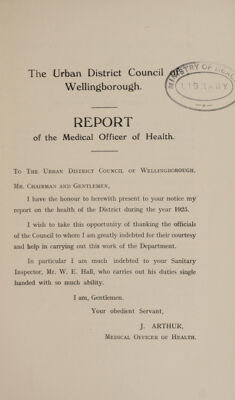 The Urban District Council of
Wellingborough.
MINISTRY OF HEALTH
LIBRARY
REPORT
of the Medical Officer of Health.
To The Urban District Council of Wellingborough.
Mr. Chairman and Gentlemen,
I have the honour to herewith present to your notice my
report on the health of the District during the year 1925.
I wish to take this opportunity of thanking the officials
of the Council to whom I am greatly indebted for their courtesy
and help in carrying out this work of the Department.
In particular I am much indebted to your Sanitary
Inspector, Mr. W. E. Hall, who carries out his duties single
handed with so much ability.
I am, Gentlemen,
Your obedient Servant,
J. ARTHUR,
Medical Officer of Health.